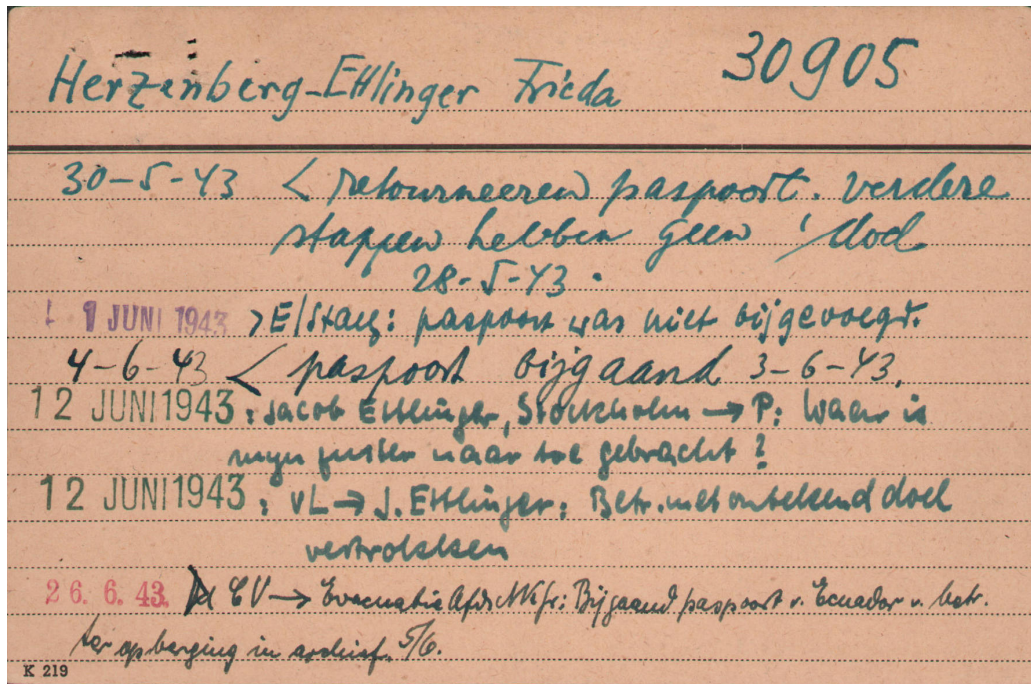 30905
Herzenberg-Ettlinger Frieda
30-5-43 < retourneeren paspoort. verdere
stappen hebben geen doel
28-5-43.
1 JUNI 1943 > E/Staeg: paspoort was niet bijgevoegd.
4-6-43 < paspoort bijgaand 3-6-43.
12 JUNI 1943: Jacob Ettlinger, Stockholm → P: Waar is
mijn zuster naar toe gebracht?
12 JUNI 1943: vL → J. Ettlinger: Betr. met onbekend doel
vertrokken
26. 6. 43. CV → Evacuatie Afd. : Bijgaand paspoort v. Ecuador v. betr.
ter opberging in archief. 5/6.
K 219